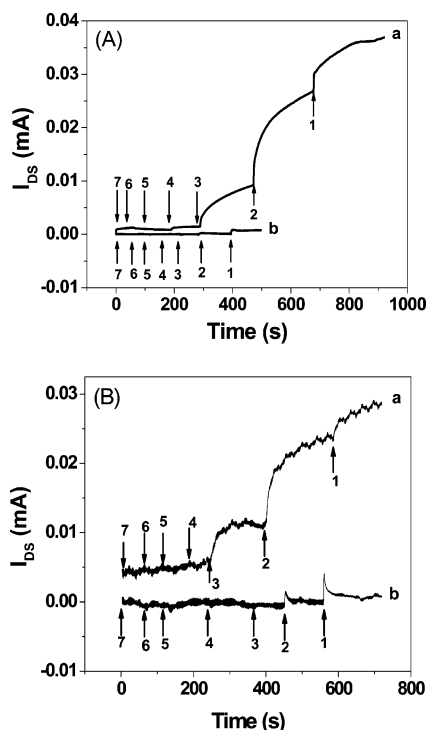 (A)
0.04
0.03
0.02
0.01
0.00
-0.01
I_DS (mA)
a
1
2
7 6 5 4 3
b
7 6 5 4 3 2 1
0 200 400 600 800 1000
Time (s)
(B)
0.03
0.02
0.01
0.00
-0.01
I_DS (mA)
a
1
2
7 6 5 4
3
b
7 6 5 4 3 2 1
0 200 400 600 800
Time (s)